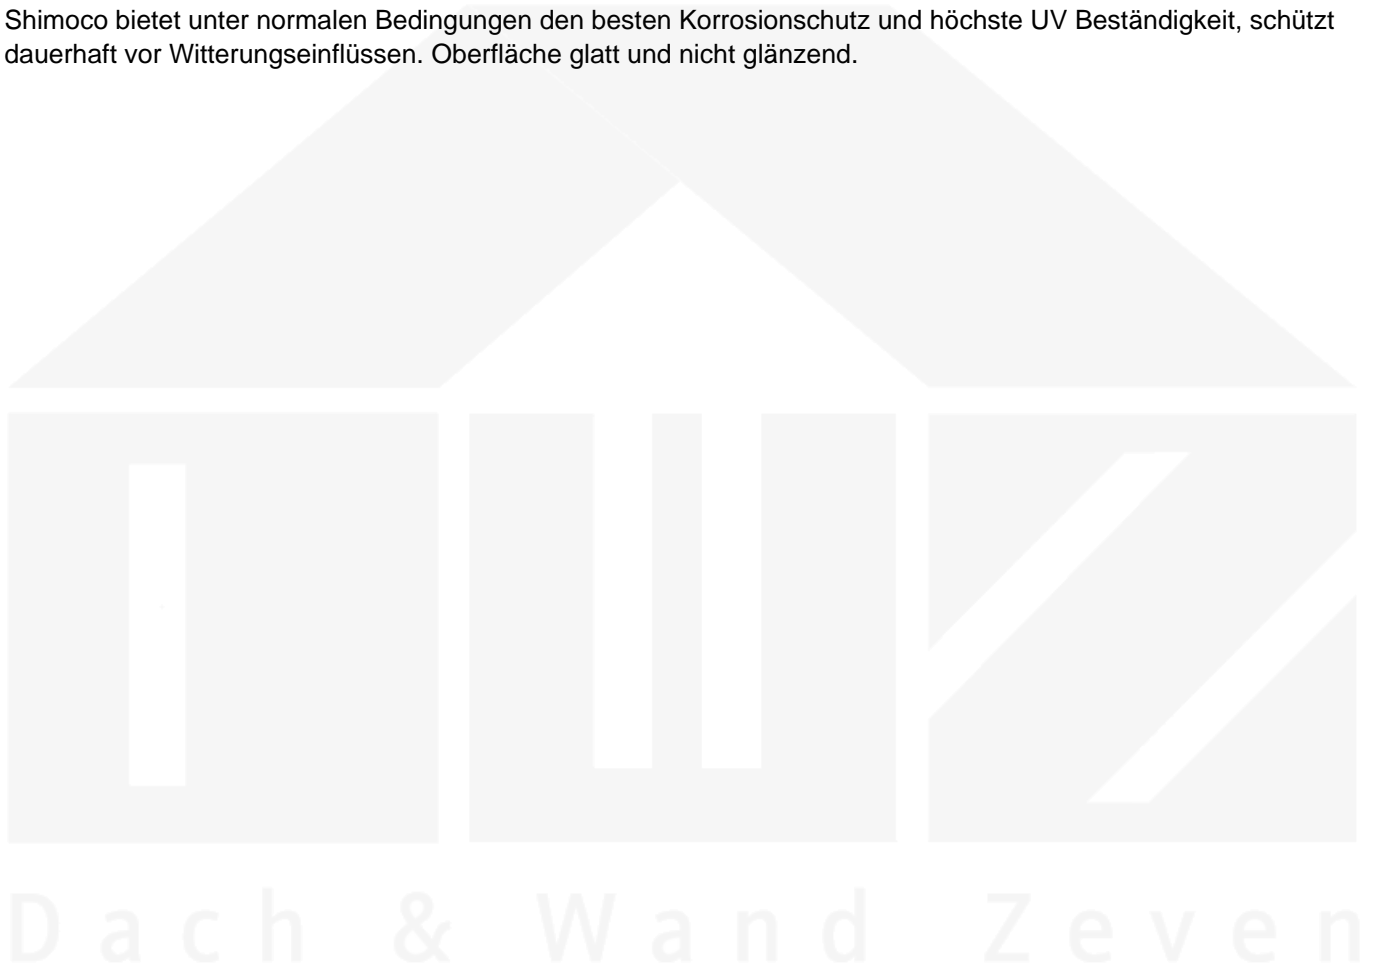 Shimoco bietet unter normalen Bedingungen den besten Korrosionschutz und höchste UV Beständigkeit, schützt
dauerhaft vor Witterungseinflüssen. Oberfläche glatt und nicht glänzend.
DWZ
Dach & Wand Zeven